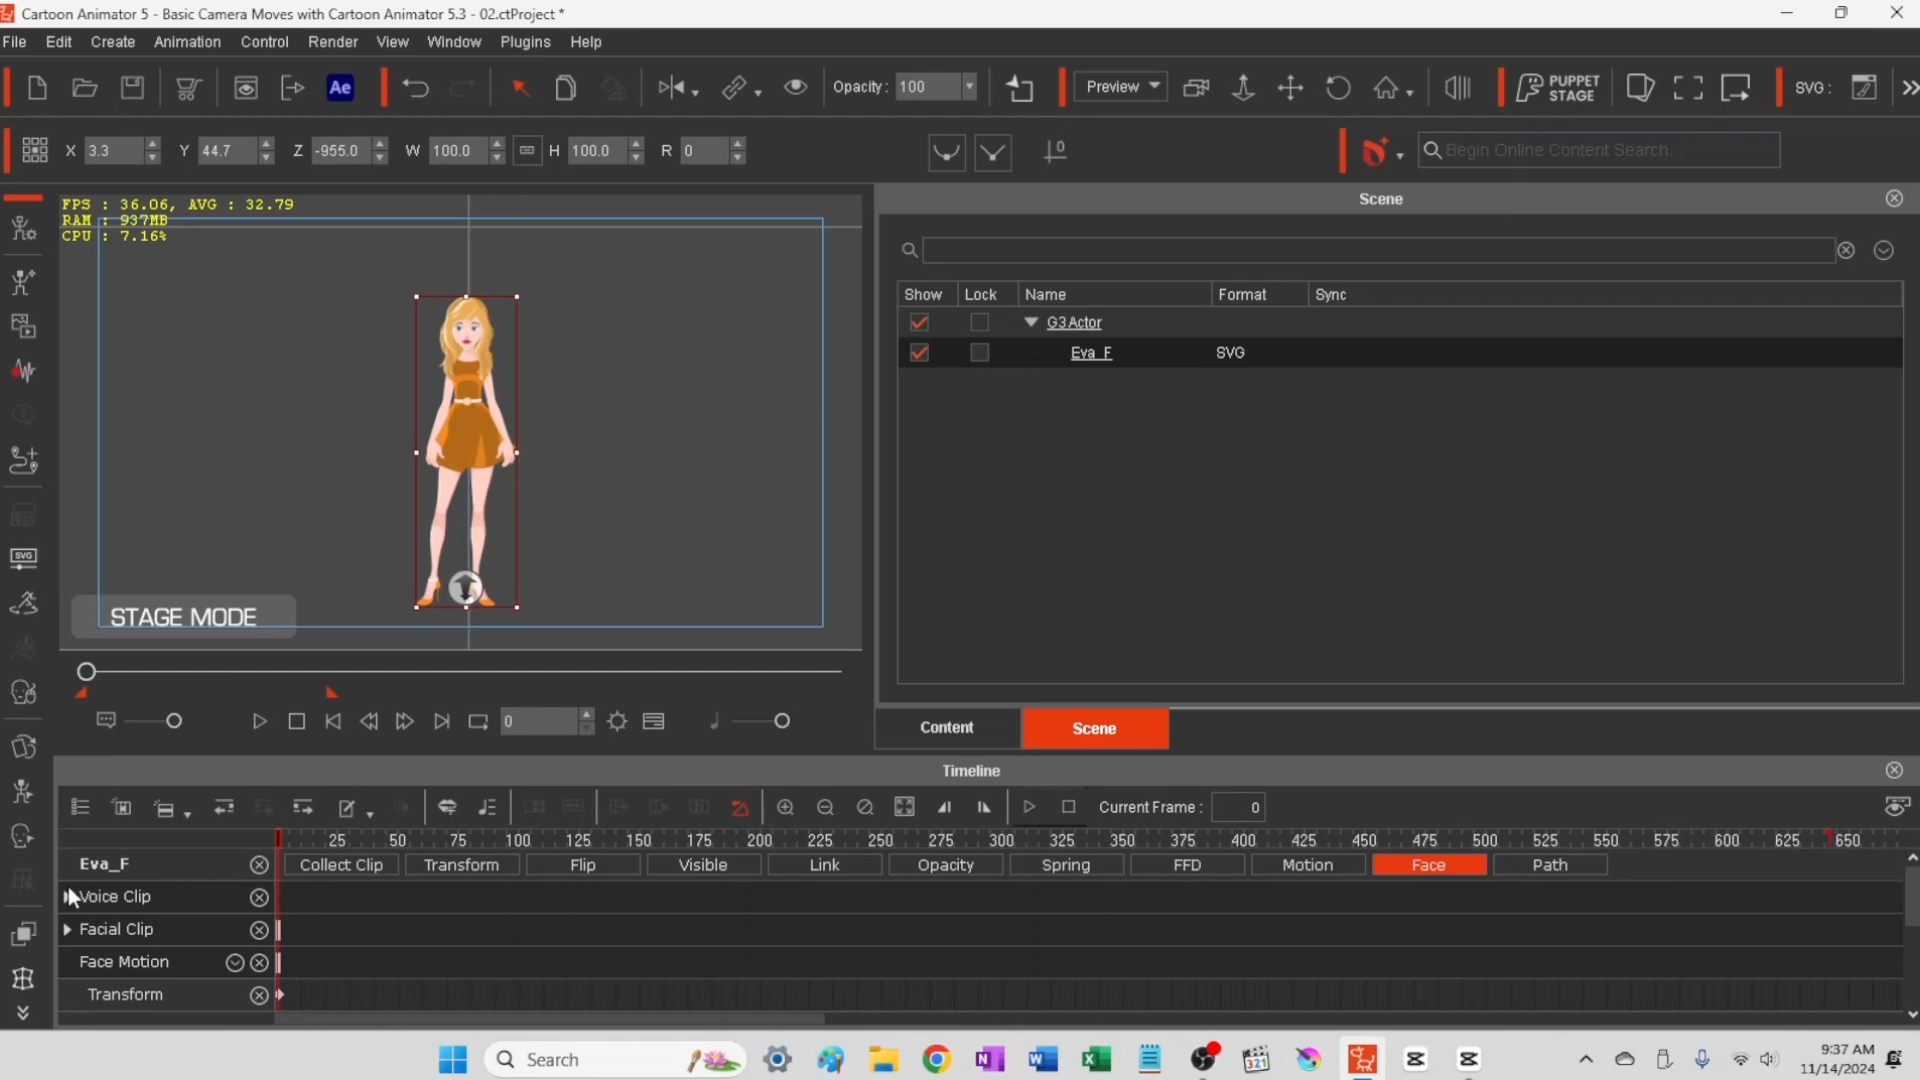 Cartoon Animator 5 - Basic Camera Moves with Cartoon Animator 5.3 - 02.ctProject *
File Edit Create Animation Control Render View Window Plugins Help
Ae Opacity : 100 Preview PUPPET STAGE SVG :
X 3.3 Y 44.7 Z -955.0 W 100.0 H 100.0 R 0 Begin Online Content Search...
FPS : 36.06, AVG : 32.79
RAM : 937MB
CPU : 7.16%
STAGE MODE
Scene
Show Lock Name Format Sync
G3 Actor
Eva_F SVG
SVG
0
Content Scene
Timeline
Current Frame : 0
25 50 75 100 125 150 175 200 225 250 275 300 325 350 375 400 425 450 475 500 525 550 575 600 625 650
Eva_F Collect Clip Transform Flip Visible Link Opacity Spring FFD Motion Face Path
Voice Clip
Facial Clip
Face Motion
Transform
Search 321 9:37 AM
11/14/2024